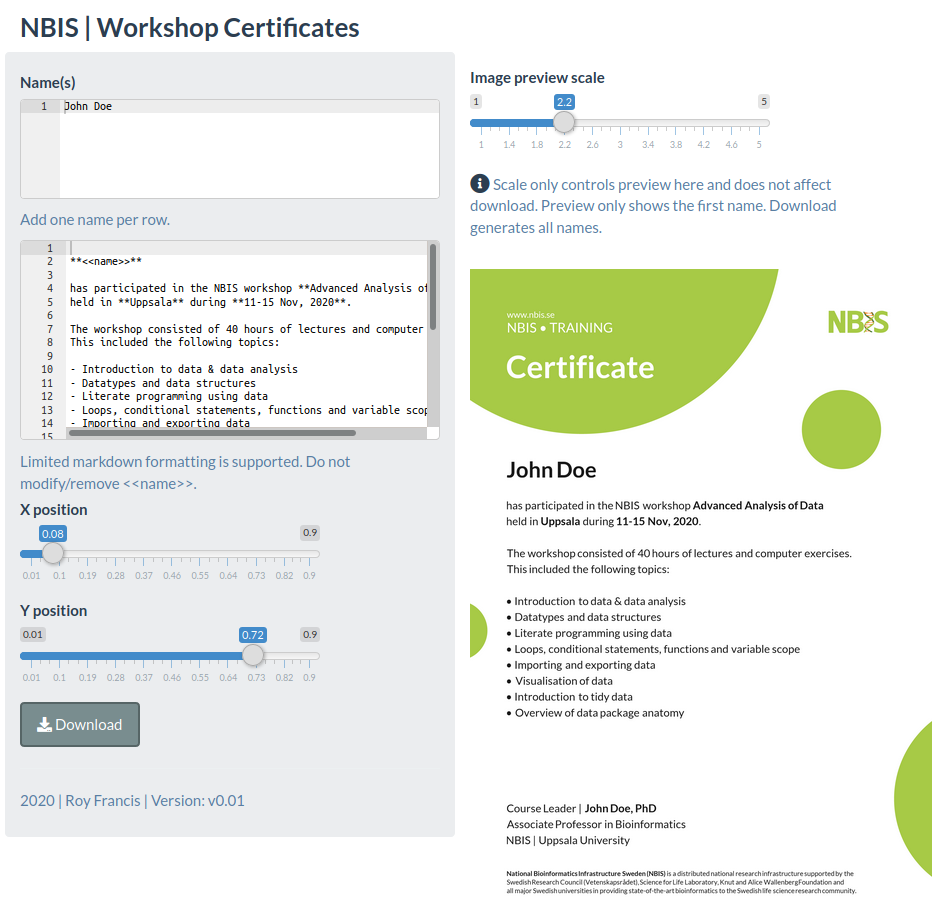 NBIS | Workshop Certificates
Name(s)
1 John Doe
Add one name per row.
1
2 **<<name>>**
3
4 has participated in the NBIS workshop **Advanced Analysis of
5 held in **Uppsala** during **11-15 Nov, 2020**.
6
7 The workshop consisted of 40 hours of lectures and computer
8 This included the following topics:
9
10 - Introduction to data & data analysis
11 - Datatypes and data structures
12 - Literate programming using data
13 - Loops, conditional statements, functions and variable scop
14 - Importing and exporting data
15
Limited markdown formatting is supported. Do not
modify/remove <<name>>.
X position
0.08 0.9
0.01 0.1 0.19 0.28 0.37 0.46 0.55 0.64 0.73 0.82 0.9
Y position
0.01 0.72 0.9
0.01 0.1 0.19 0.28 0.37 0.46 0.55 0.64 0.73 0.82 0.9
Download
2020 | Roy Francis | Version: v0.01
Image preview scale
1 2.2 5
1 1.4 1.8 2.2 2.6 3 3.4 3.8 4.2 4.6 5
Scale only controls preview here and does not affect
download. Preview only shows the first name. Download
generates all names.
www.nbis.se
NBIS • TRAINING
Certificate
NBIS
John Doe
has participated in the NBIS workshop Advanced Analysis of Data
held in Uppsala during 11-15 Nov, 2020.
The workshop consisted of 40 hours of lectures and computer exercises.
This included the following topics:
• Introduction to data & data analysis
• Datatypes and data structures
• Literate programming using data
• Loops, conditional statements, functions and variable scope
• Importing and exporting data
• Visualisation of data
• Introduction to tidy data
• Overview of data package anatomy
Course Leader | John Doe, PhD
Associate Professor in Bioinformatics
NBIS | Uppsala University
National Bioinformatics Infrastructure Sweden (NBIS) is a distributed national research infrastructure supported by the
Swedish Research Council (Vetenskapsrådet), Science for Life Laboratory, Knut and Alice Wallenberg Foundation and
all major Swedish universities in providing state-of-the-art bioinformatics to the Swedish life science research community.